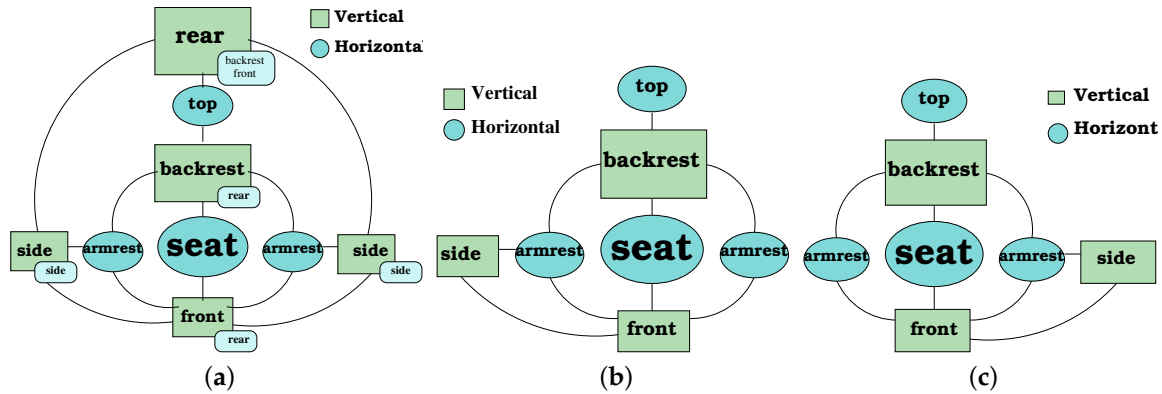 Vertical
Horizontal
rear
backrest
front
top
backrest
rear
side
side
armrest
seat
armrest
side
side
front
rear
(a)
Vertical
Horizontal
top
backrest
side
armrest
seat
armrest
front
(b)
Vertical
Horizont
top
backrest
armrest
seat
armrest
side
front
(c)